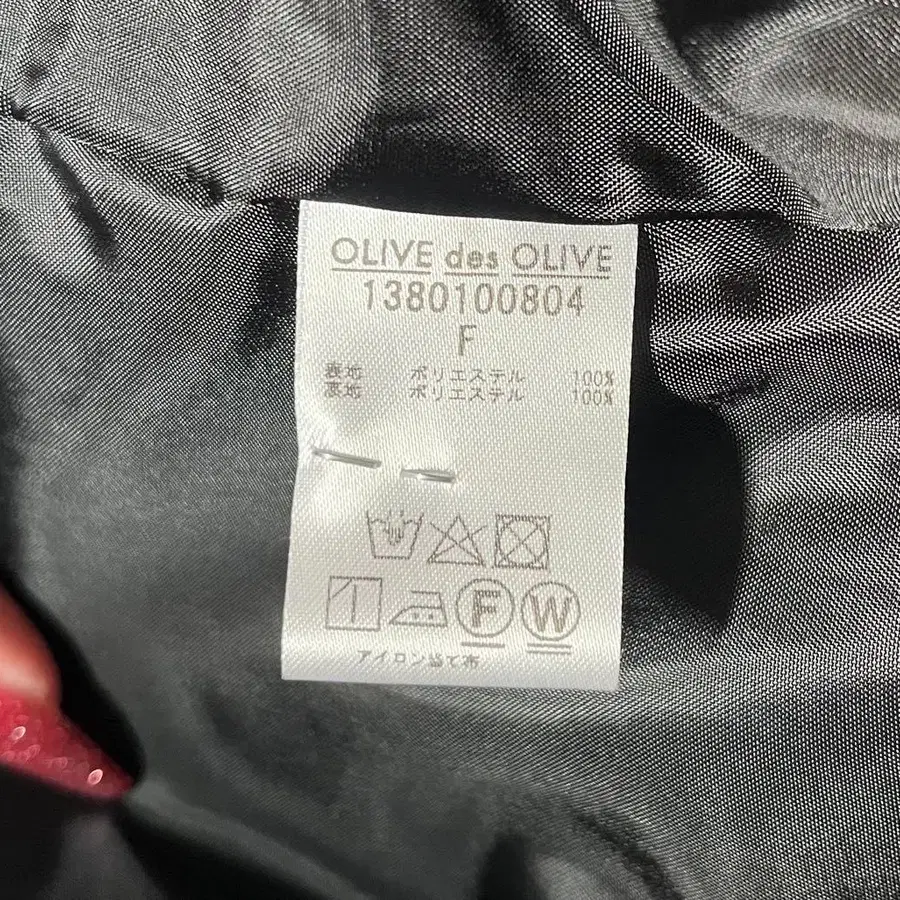 OLIVE des OLIVE
1380100804
F
表地 ポリエステル 100%
裏地 ポリエステル 100%
F W
アイロン当て布